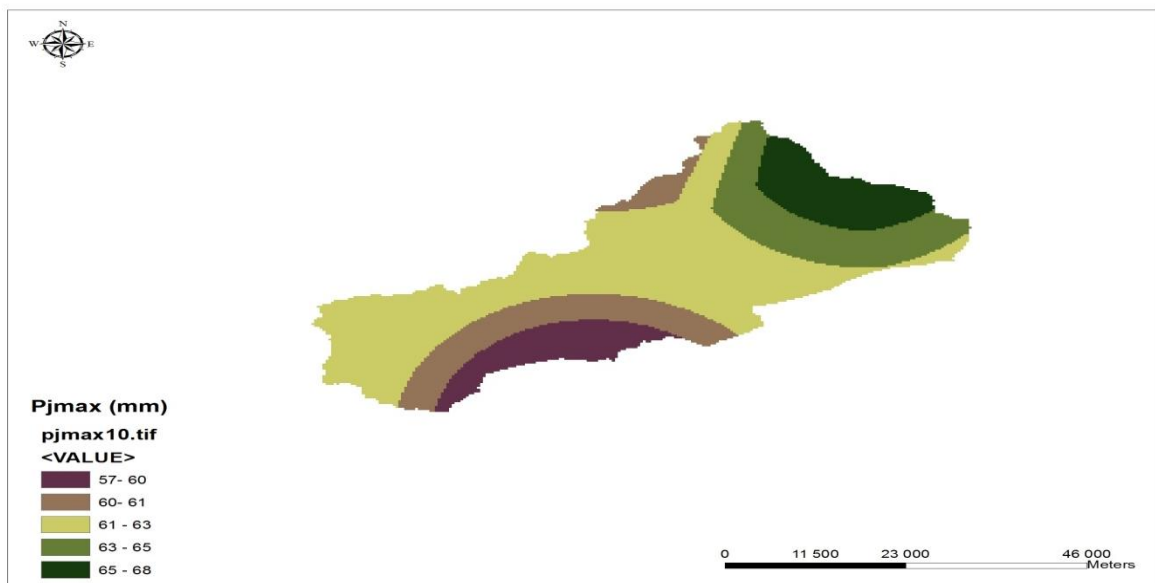 N
W E
S
Pjmax (mm)
pjmax10.tif
<VALUE>
57- 60
60- 61
61 - 63
63 - 65
65 - 68
0 11 500 23 000 46 000
Meters